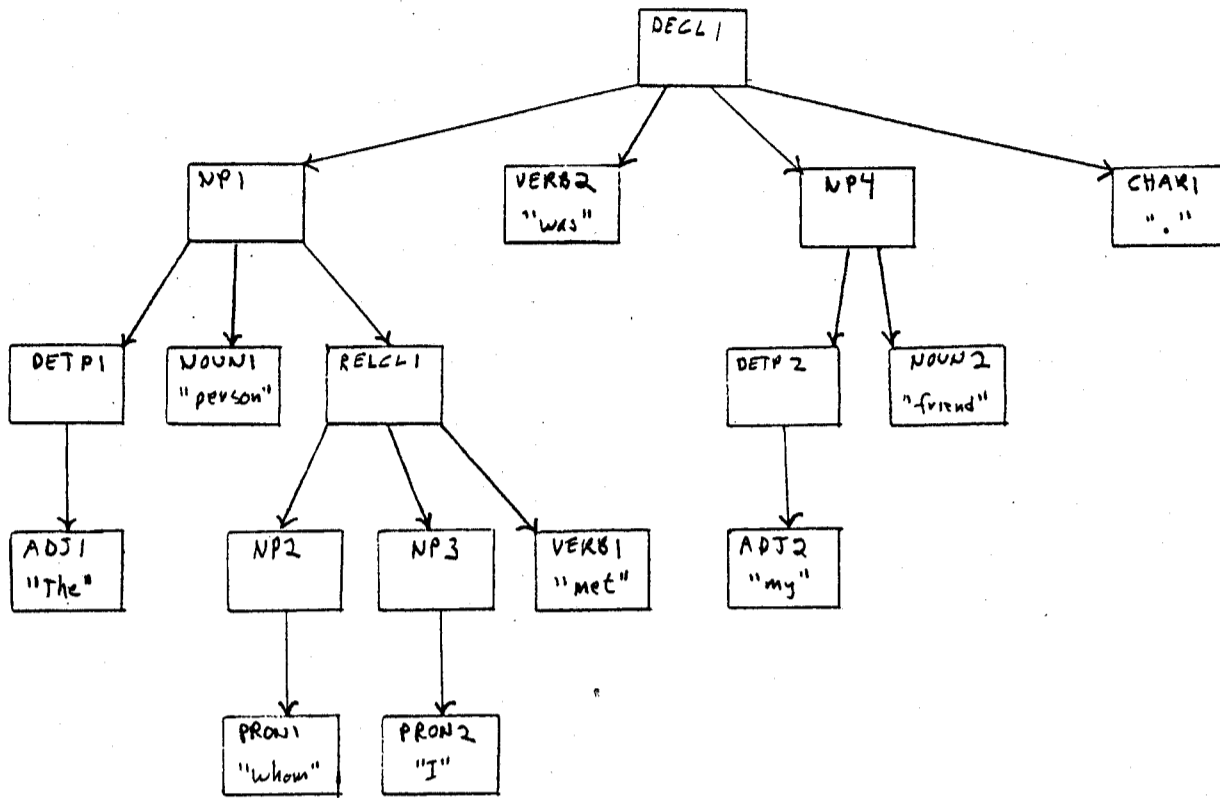 DECL1
NP1
VERB2
"was"
NP4
CHAR1
"."
DETP1
NOUN1
"person"
RELCL1
DETP2
NOUN2
"friend"
ADJ1
"The"
NP2
NP3
VERB1
"met"
ADJ2
"my"
PRON1
"whom"
PRON2
"I"